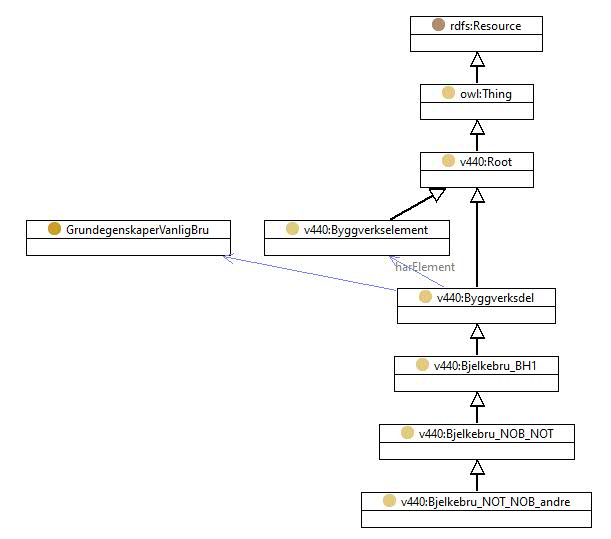 rdfs:Resource
owl:Thing
v440:Root
GrundegenskaperVanligBru
v440:Byggverkselement
harElement
v440:Byggverksdel
v440:Bjelkebru_BH1
v440:Bjelkebru_NOB_NOT
v440:Bjelkebru_NOT_NOB_andre